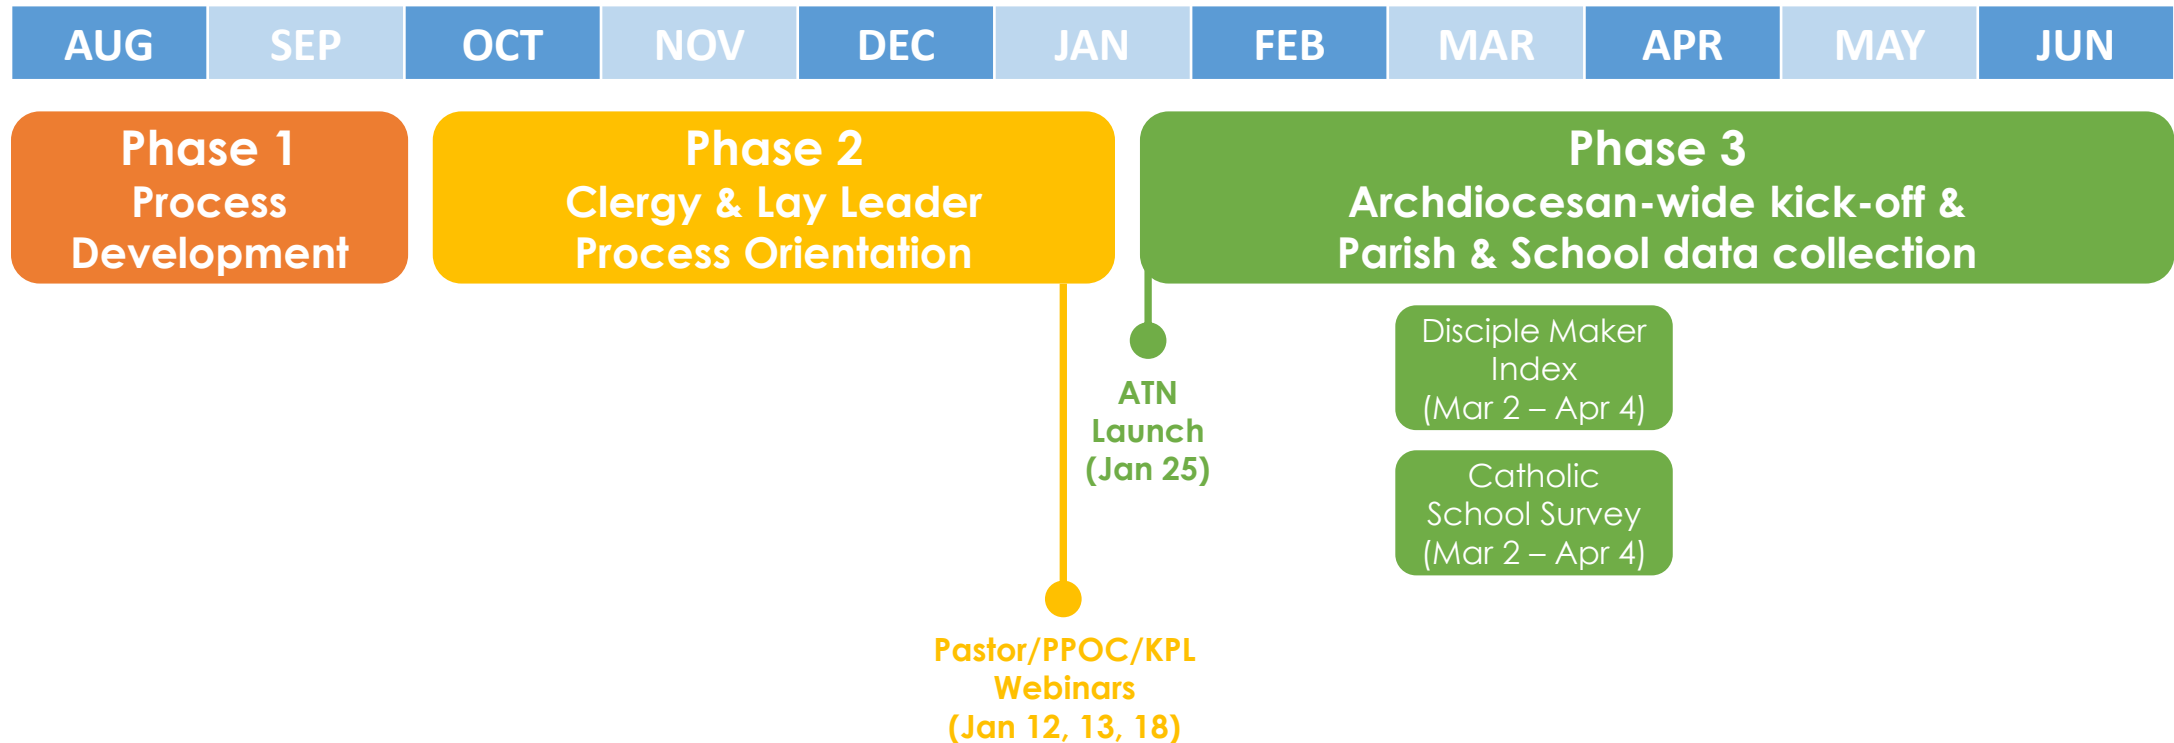 AUG SEP OCT NOV DEC JAN FEB MAR APR MAY JUN
Phase 1
Process
Development
Phase 2
Clergy & Lay Leader
Process Orientation
Phase 3
Archdiocesan-wide kick-off &
Parish & School data collection
Disciple Maker
Index
(Mar 2 – Apr 4)
ATN
Launch
(Jan 25)
Catholic
School Survey
(Mar 2 – Apr 4)
Pastor/PPOC/KPL
Webinars
(Jan 12, 13, 18)